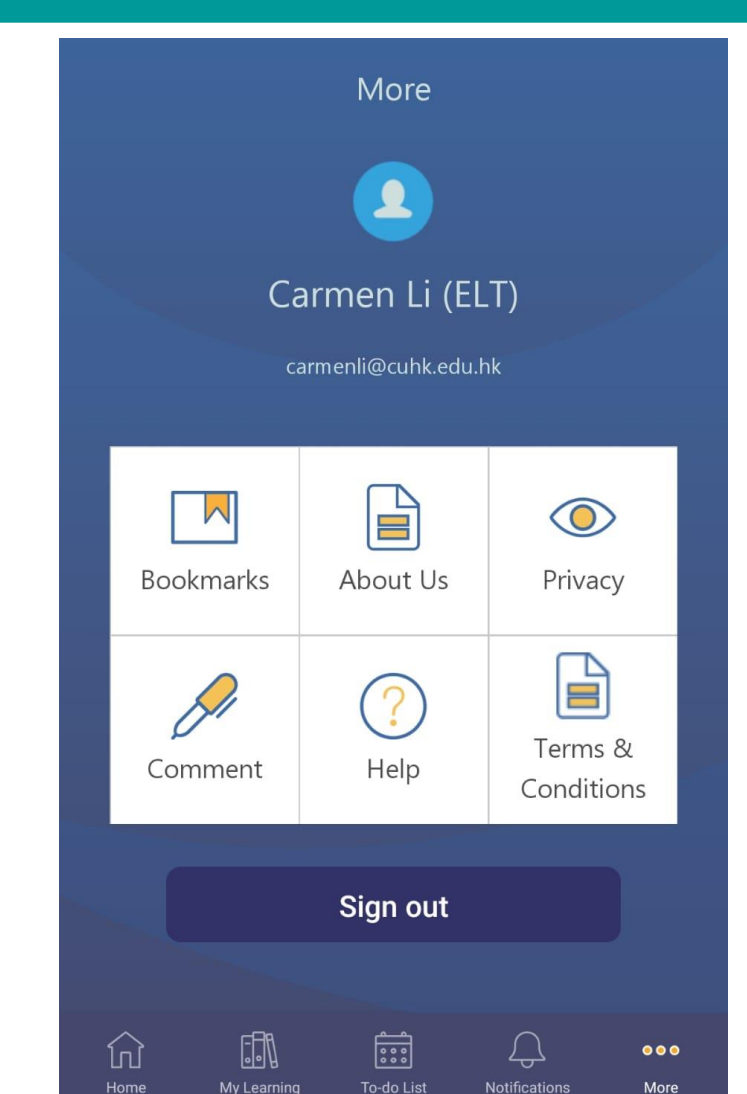 More
Carmen Li (ELT)
carmenli@cuhk.edu.hk
Bookmarks
About Us
Privacy
Comment
?
Help
Terms &
Conditions
Sign out
Home
My Learning
To-do List
Notifications
More